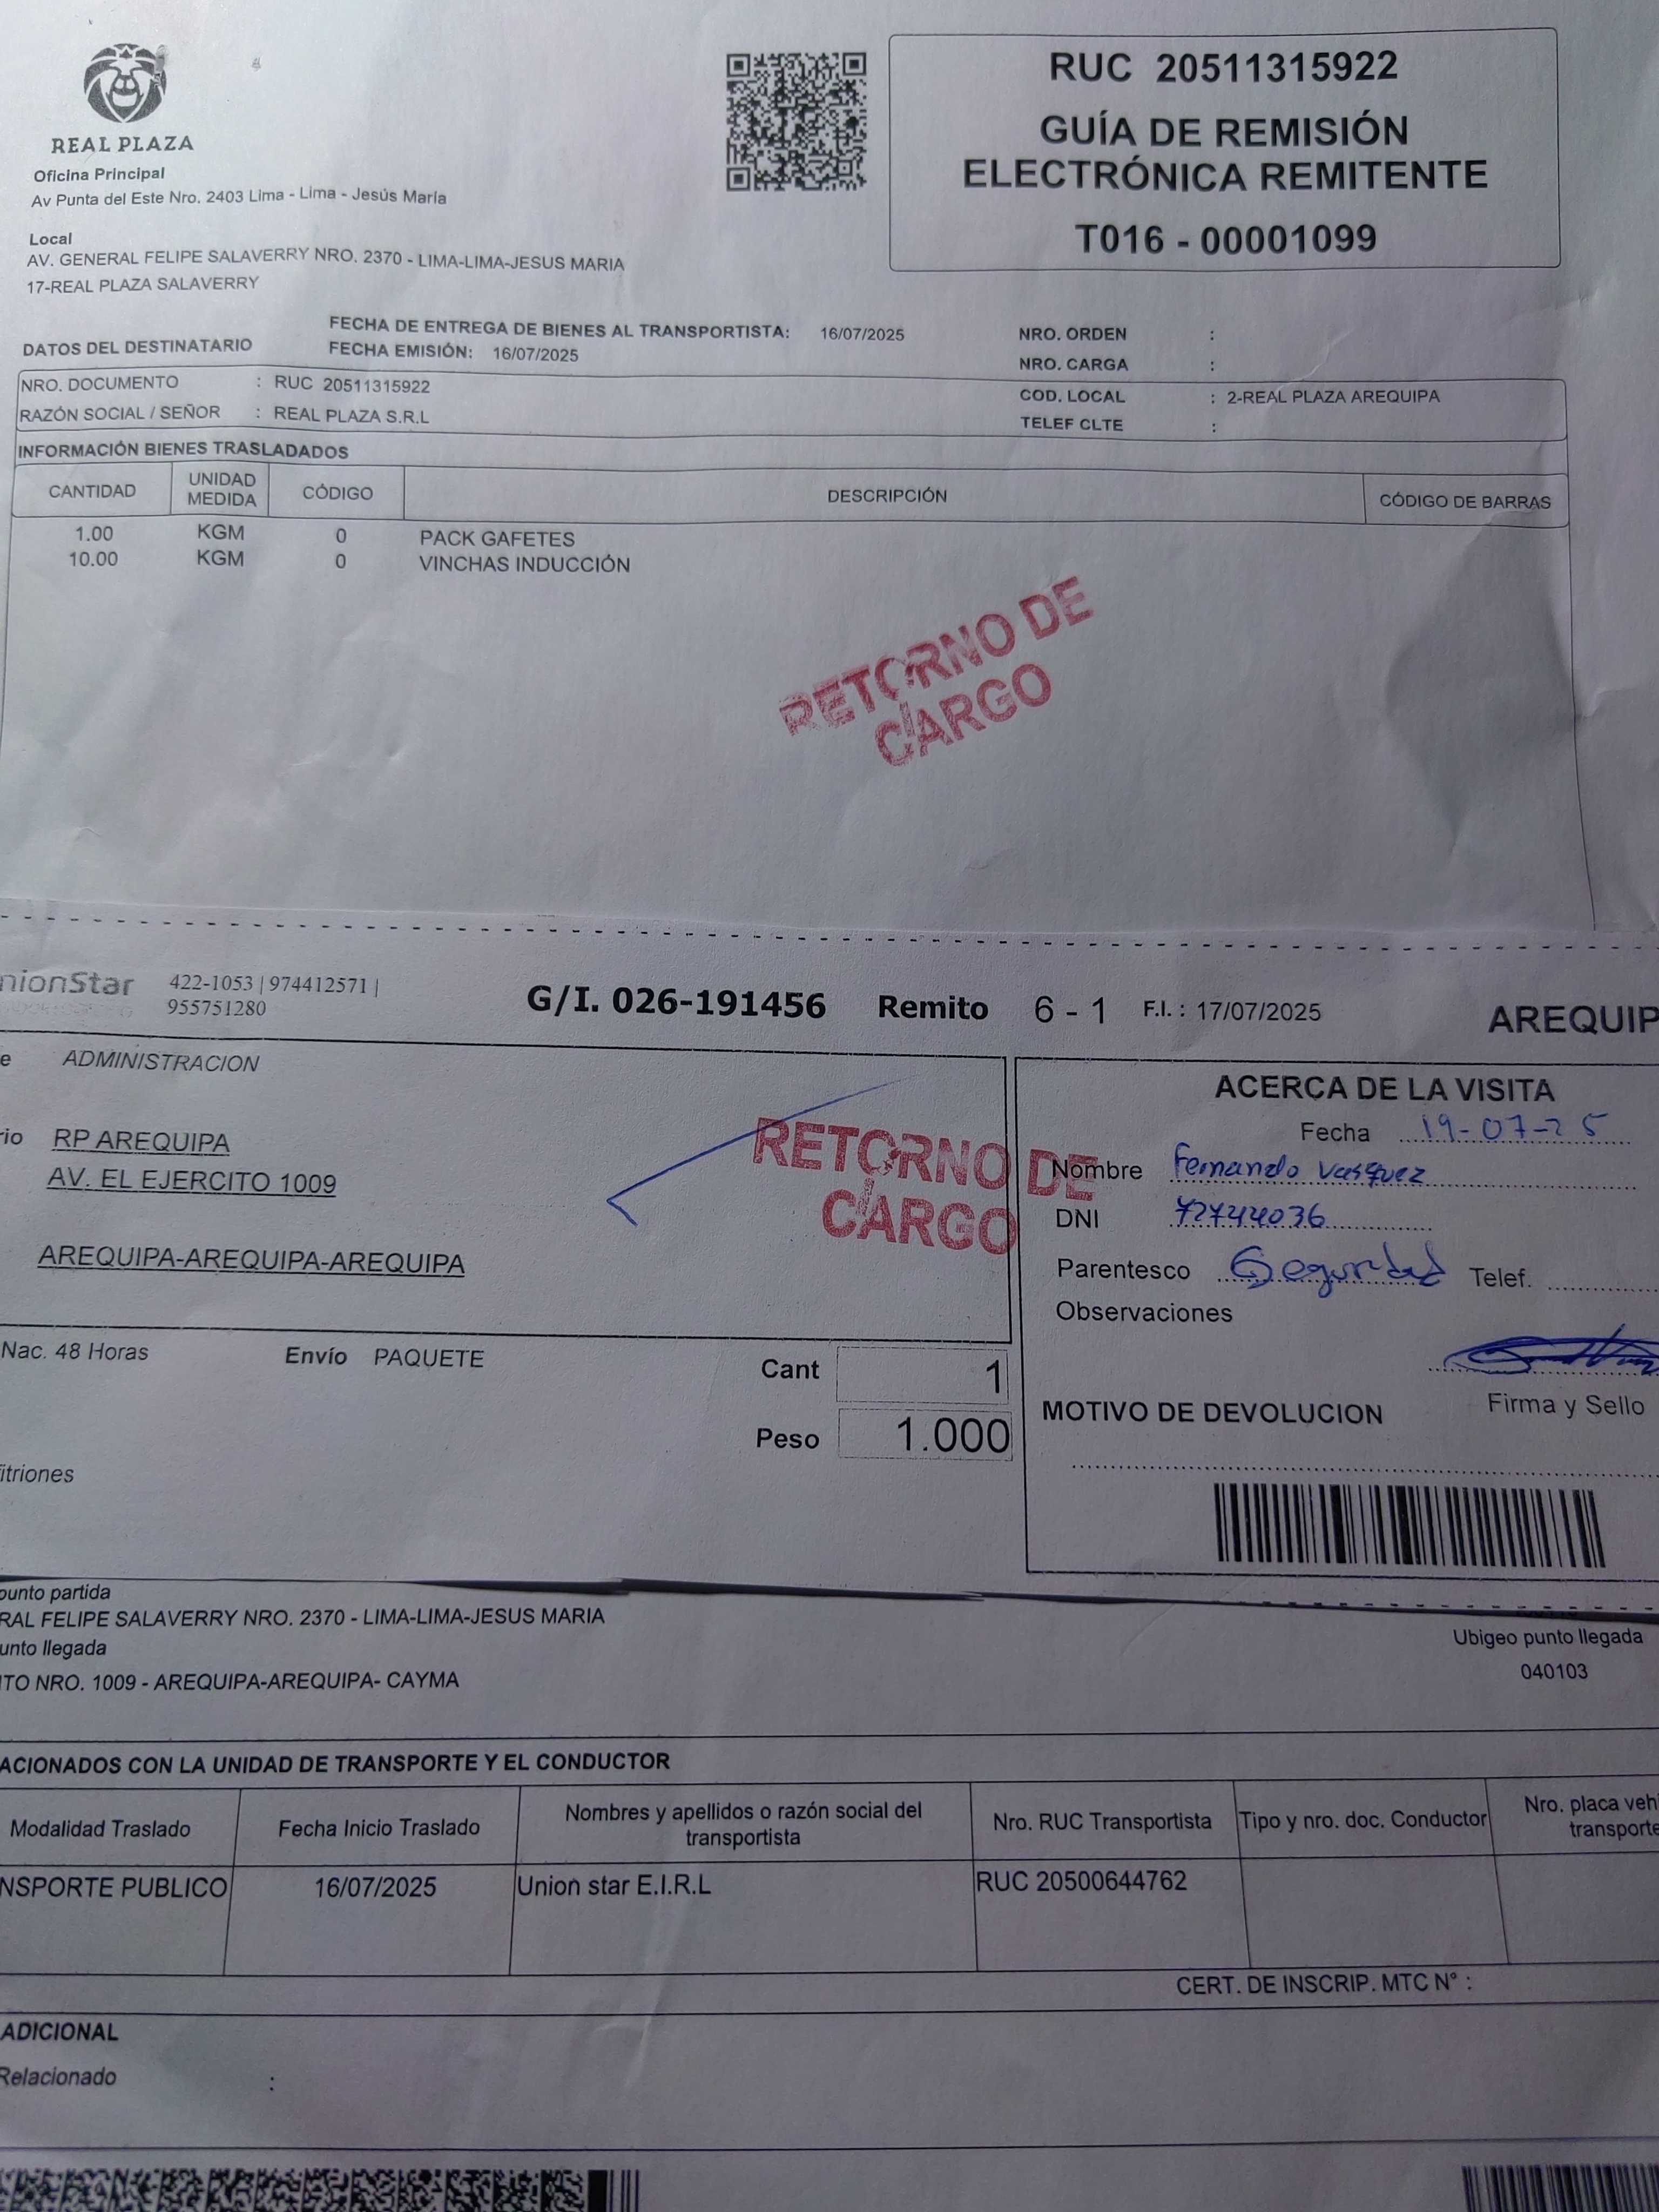 REAL PLAZA
Oficina Principal
Av Punta del Este Nro. 2403 Lima - Lima - Jesús María
Local
AV. GENERAL FELIPE SALAVERRY NRO. 2370 - LIMA-LIMA-JESUS MARIA
17-REAL PLAZA SALAVERRY
RUC 20511315922
GUÍA DE REMISIÓN
ELECTRÓNICA REMITENTE
T016 - 00001099
FECHA DE ENTREGA DE BIENES AL TRANSPORTISTA: 16/07/2025
NRO. ORDEN :
DATOS DEL DESTINATARIO
FECHA EMISIÓN: 16/07/2025
NRO. CARGA :
NRO. DOCUMENTO : RUC 20511315922
COD. LOCAL : 2-REAL PLAZA AREQUIPA
RAZÓN SOCIAL / SEÑOR : REAL PLAZA S.R.L
TELEF CLTE :
INFORMACIÓN BIENES TRASLADADOS
CANTIDAD UNIDAD MEDIDA CÓDIGO DESCRIPCIÓN CÓDIGO DE BARRAS
1.00 KGM 0 PACK GAFETES
10.00 KGM 0 VINCHAS INDUCCIÓN
RETORNO DE
CARGO
nionStar 422-1053 | 974412571 |
955751280
G/I. 026-191456 Remito 6 - 1 F.I. : 17/07/2025 AREQUIP
e ADMINISTRACION
rio RP AREQUIPA
AV. EL EJERCITO 1009
AREQUIPA-AREQUIPA-AREQUIPA
RETORNO DE
CARGO
ACERCA DE LA VISITA
Fecha 19-07-25
Nombre Fernando Vasquez
DNI 72744036
Parentesco Seguridad Telef.
Observaciones
Firma y Sello
MOTIVO DE DEVOLUCION
Nac. 48 Horas Envío PAQUETE Cant 1
Peso 1.000
itriones
punto partida
RAL FELIPE SALAVERRY NRO. 2370 - LIMA-LIMA-JESUS MARIA
unto llegada
Ubigeo punto llegada
TO NRO. 1009 - AREQUIPA-AREQUIPA- CAYMA
040103
ACIONADOS CON LA UNIDAD DE TRANSPORTE Y EL CONDUCTOR
Modalidad Traslado Fecha Inicio Traslado Nombres y apellidos o razón social del transportista Nro. RUC Transportista Tipo y nro. doc. Conductor Nro. placa vehí transporte
NSPORTE PUBLICO 16/07/2025 Union star E.I.R.L RUC 20500644762
CERT. DE INSCRIP. MTC N° :
ADICIONAL
Relacionado :